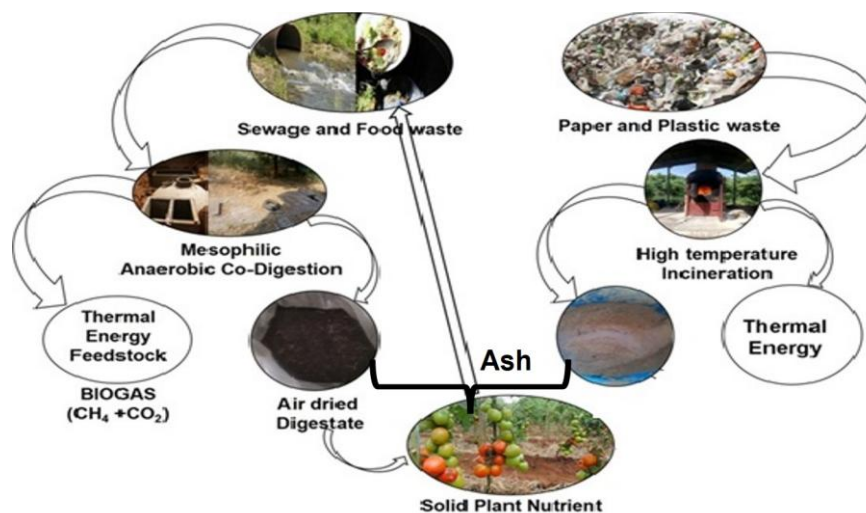 Sewage and Food waste
Paper and Plastic waste
Mesophilic
Anaerobic Co-Digestion
High temperature
Incineration
Thermal
Energy
Feedstock
BIOGAS
(CH₄ +CO₂)
Air dried
Digestate
Ash
Thermal
Energy
Solid Plant Nutrient